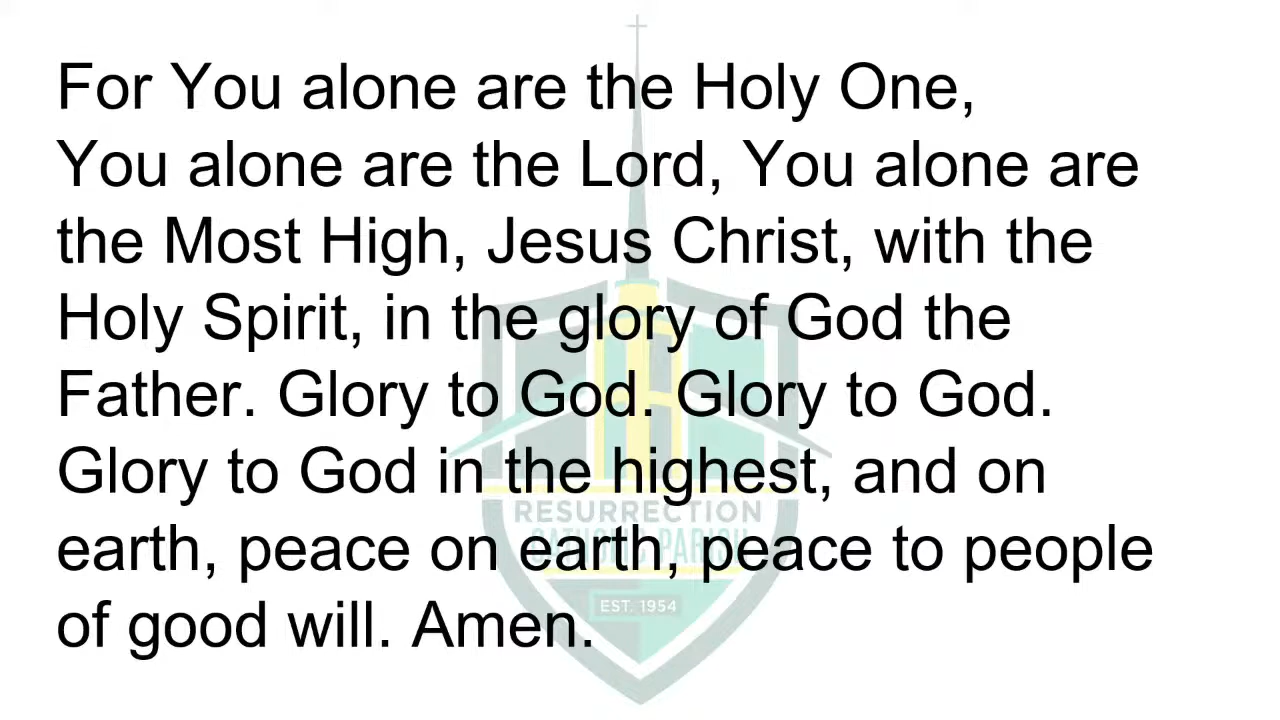 For You alone are the Holy One,
You alone are the Lord, You alone are
the Most High, Jesus Christ, with the
Holy Spirit, in the glory of God the
Father. Glory to God. Glory to God.
Glory to God in the highest, and on
earth, peace on earth, peace to people
of good will. Amen.
RESURRECTION
CATHOLIC PARISH
EST. 1954